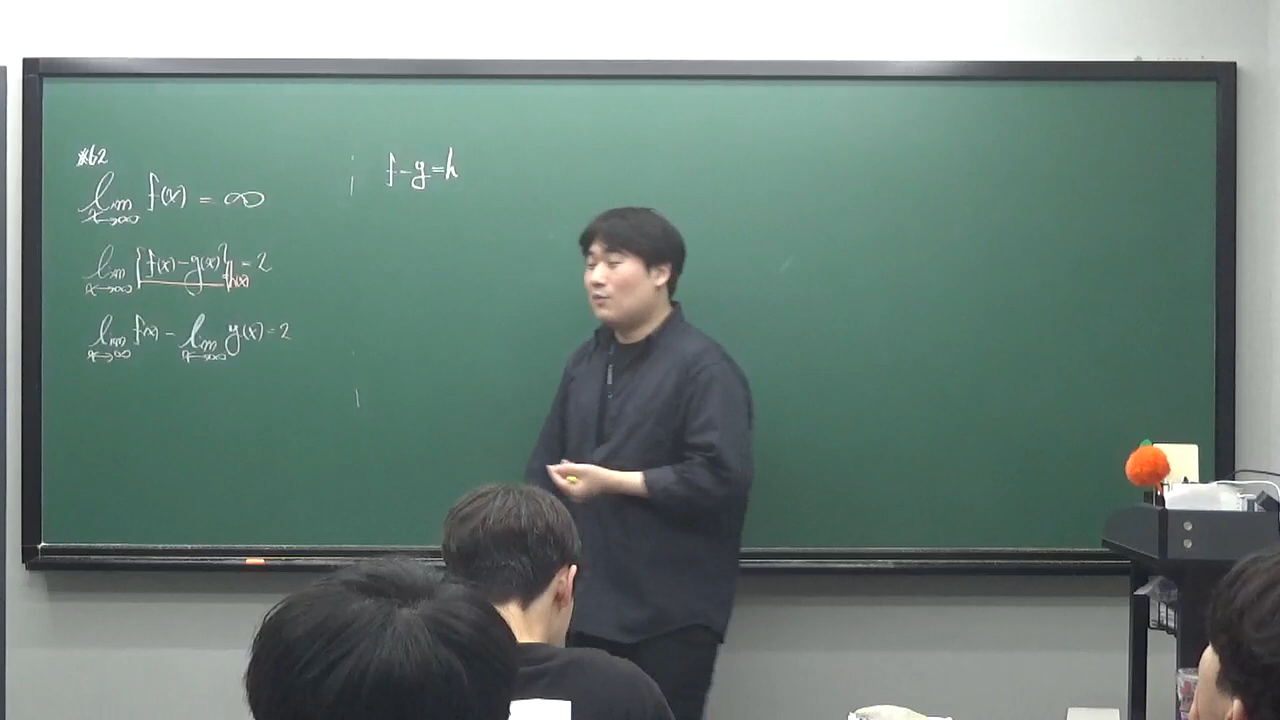 ※62
lim x→∞ f(x) = ∞
lim x→∞ {f(x)-g(x)} = 2
h(x)
lim x→∞ f(x) - lim x→∞ g(x) = 2
f-g=h